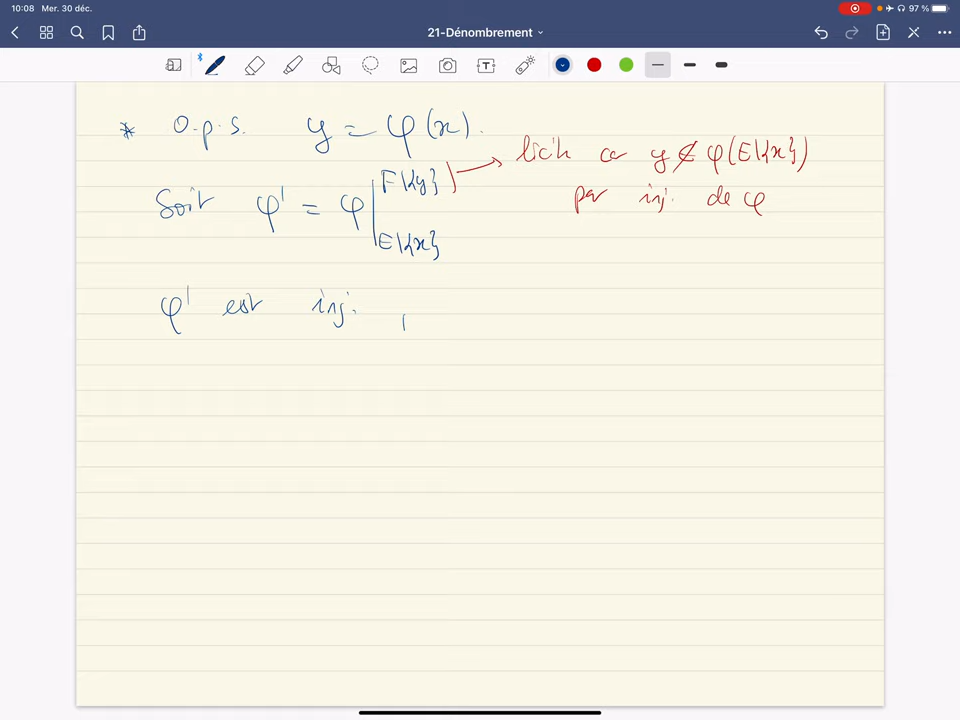 10:08 Mer. 30 déc.
97 %
21-Dénombrement
* O.p.s. y = φ(x).
licite car y ∉ φ(E\{x})
par inj. de φ
Soit φ' = φ|^{F\{y}}_{E\{x}}
φ' est inj.